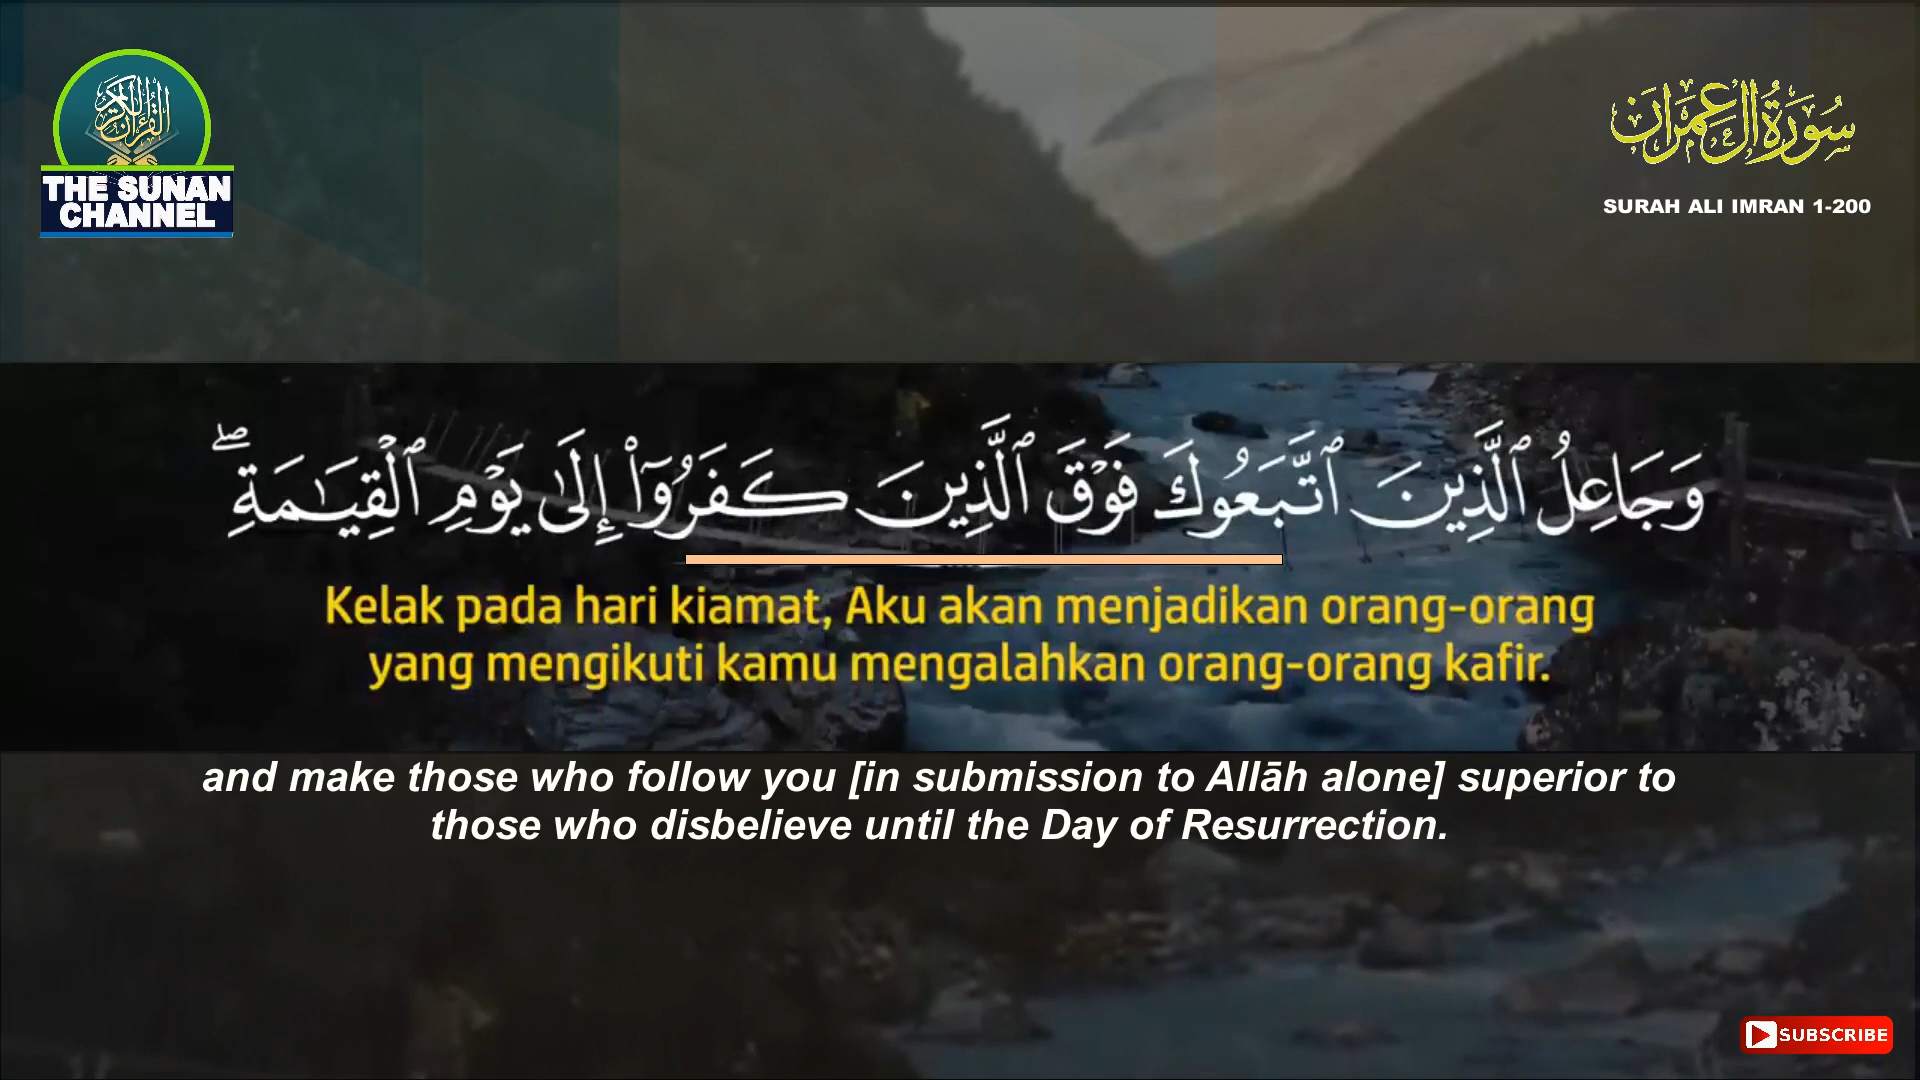 القرآن الكريم
THE SUNAN
CHANNEL
سُورَةُ آلِ عِمْرَانَ
SURAH ALI IMRAN 1-200
وَجَاعِلُ ٱلَّذِينَ ٱتَّبَعُوكَ فَوْقَ ٱلَّذِينَ كَفَرُوٓا۟ إِلَىٰ يَوْمِ ٱلْقِيَـٰمَةِ ۖ
Kelak pada hari kiamat, Aku akan menjadikan orang-orang
yang mengikuti kamu mengalahkan orang-orang kafir.
and make those who follow you [in submission to Allāh alone] superior to
those who disbelieve until the Day of Resurrection.
SUBSCRIBE